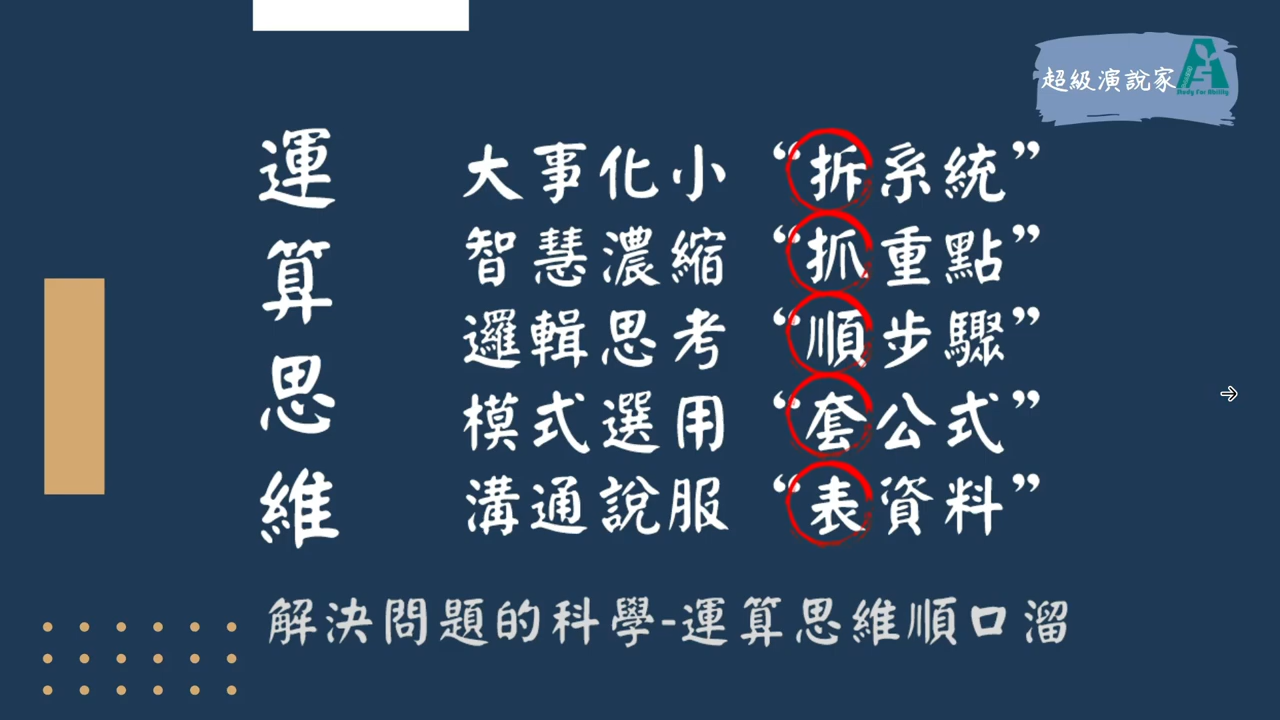 超級演說家
Study For Ability
運算思維
大事化小 “拆系統”
智慧濃縮 “抓重點”
邏輯思考 “順步驟”
模式選用 “套公式”
溝通說服 “表資料”
解決問題的科學-運算思維順口溜